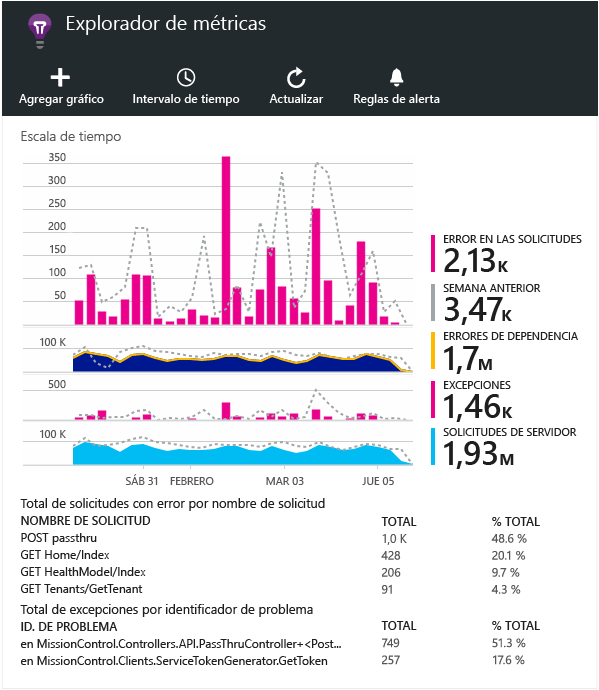 Explorador de métricas
Agregar gráfico Intervalo de tiempo Actualizar Reglas de alerta
Escala de tiempo
350
300
250
200
150
100
50
ERROR EN LAS SOLICITUDES
2,13K
SEMANA ANTERIOR
3,47K
ERRORES DE DEPENDENCIA
1,7M
EXCEPCIONES
1,46K
SOLICITUDES DE SERVIDOR
1,93M
100 K
500
100 K
SÁB 31 FEBRERO MAR 03 JUE 05
Total de solicitudes con error por nombre de solicitud
NOMBRE DE SOLICITUD TOTAL % TOTAL
POST passthru 1,0 K 48.6 %
GET Home/Index 428 20.1 %
GET HealthModel/Index 206 9.7 %
GET Tenants/GetTenant 91 4.3 %
Total de excepciones por identificador de problema
ID. DE PROBLEMA TOTAL % TOTAL
en MissionControl.Controllers.API.PassThruController+<Post... 749 51.3 %
en MissionControl.Clients.ServiceTokenGenerator.GetToken 257 17.6 %